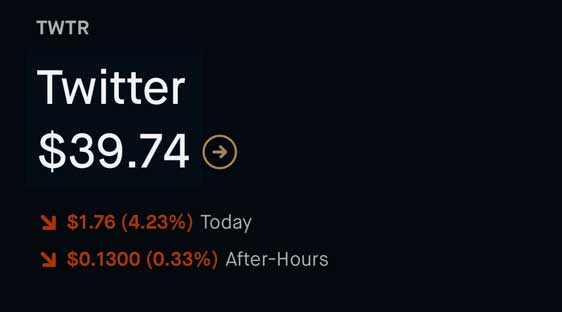 TWTR
Twitter
$39.74
$1.76 (4.23%) Today
$0.1300 (0.33%) After-Hours